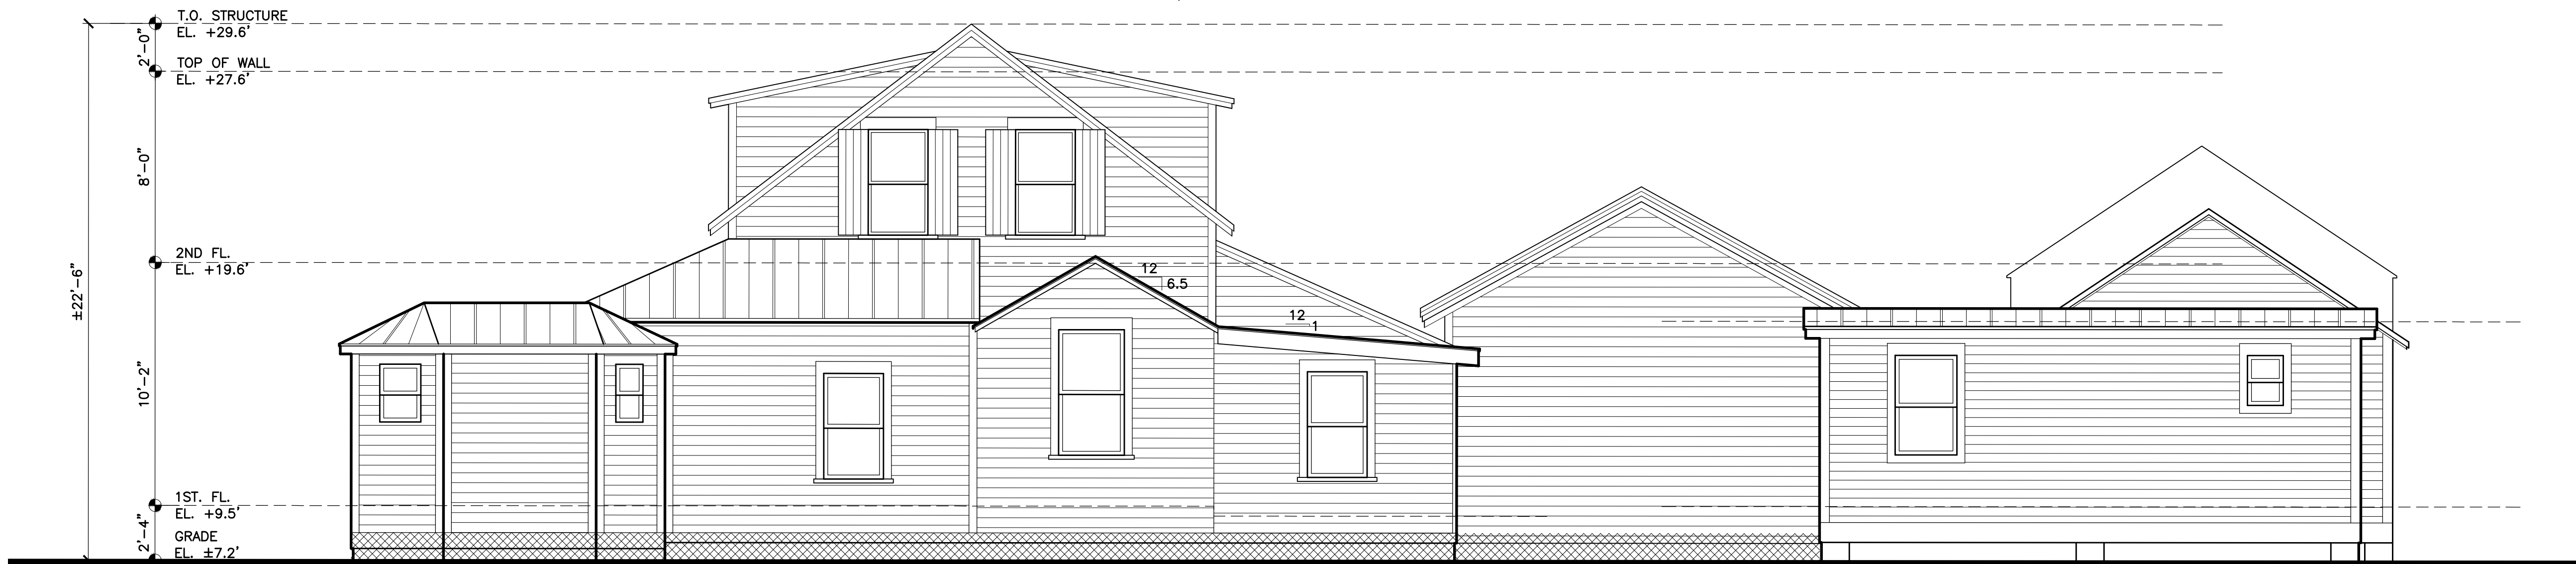 T.O. STRUCTURE
EL. +29.6'
2'-0"
TOP OF WALL
EL. +27.6'
8'-0"
2ND FL.
EL. +19.6'
12
6.5
±22'-6"
12
1
10'-2"
1ST. FL.
EL. +9.5'
2'-4"
GRADE
EL. ±7.2'